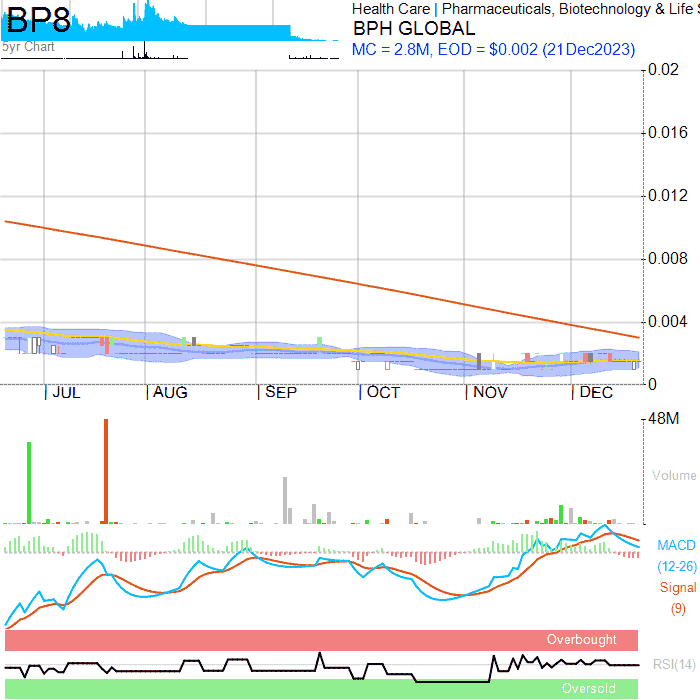 BP8
5yr Chart
Health Care | Pharmaceuticals, Biotechnology & Life
BPH GLOBAL
MC = 2.8M, EOD = $0.002 (21Dec2023)
0.02
0.016
0.012
0.008
0.004
0
JUL AUG SEP OCT NOV DEC
48M
Volume
MACD
(12-26)
Signal
(9)
Overbought
RSI(14)
Oversold